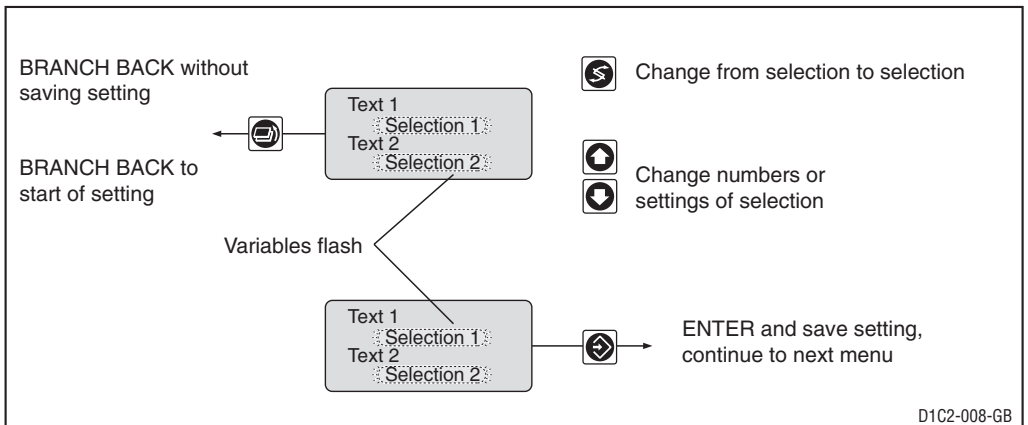 BRANCH BACK without
saving setting
BRANCH BACK to
start of setting
Text 1
Selection 1
Text 2
Selection 2
Change from selection to selection
Change numbers or
settings of selection
Variables flash
Text 1
Selection 1
Text 2
Selection 2
ENTER and save setting,
continue to next menu
D1C2-008-GB